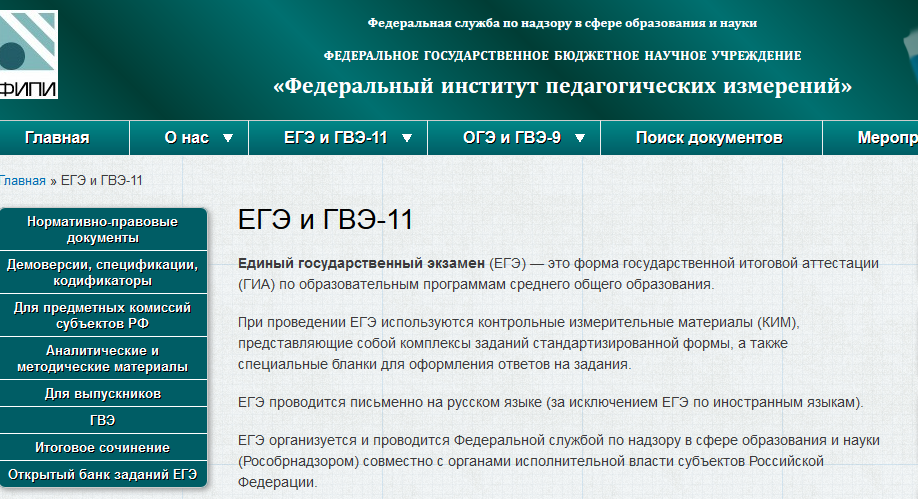 ФИПИ
Федеральная служба по надзору в сфере образования и науки
ФЕДЕРАЛЬНОЕ ГОСУДАРСТВЕННОЕ БЮДЖЕТНОЕ НАУЧНОЕ УЧРЕЖДЕНИЕ
«Федеральный институт педагогических измерений»
Главная О нас ЕГЭ и ГВЭ-11 ОГЭ и ГВЭ-9 Поиск документов Меропр
Главная » ЕГЭ и ГВЭ-11
Нормативно-правовые
документы
Демоверсии, спецификации,
кодификаторы
Для предметных комиссий
субъектов РФ
Аналитические и
методические материалы
Для выпускников
ГВЭ
Итоговое сочинение
Открытый банк заданий ЕГЭ
ЕГЭ и ГВЭ-11
Единый государственный экзамен (ЕГЭ) — это форма государственной итоговой аттестации
(ГИА) по образовательным программам среднего общего образования.
При проведении ЕГЭ используются контрольные измерительные материалы (КИМ),
представляющие собой комплексы заданий стандартизированной формы, а также
специальные бланки для оформления ответов на задания.
ЕГЭ проводится письменно на русском языке (за исключением ЕГЭ по иностранным языкам).
ЕГЭ организуется и проводится Федеральной службой по надзору в сфере образования и науки
(Рособрнадзором) совместно с органами исполнительной власти субъектов Российской
Федерации.